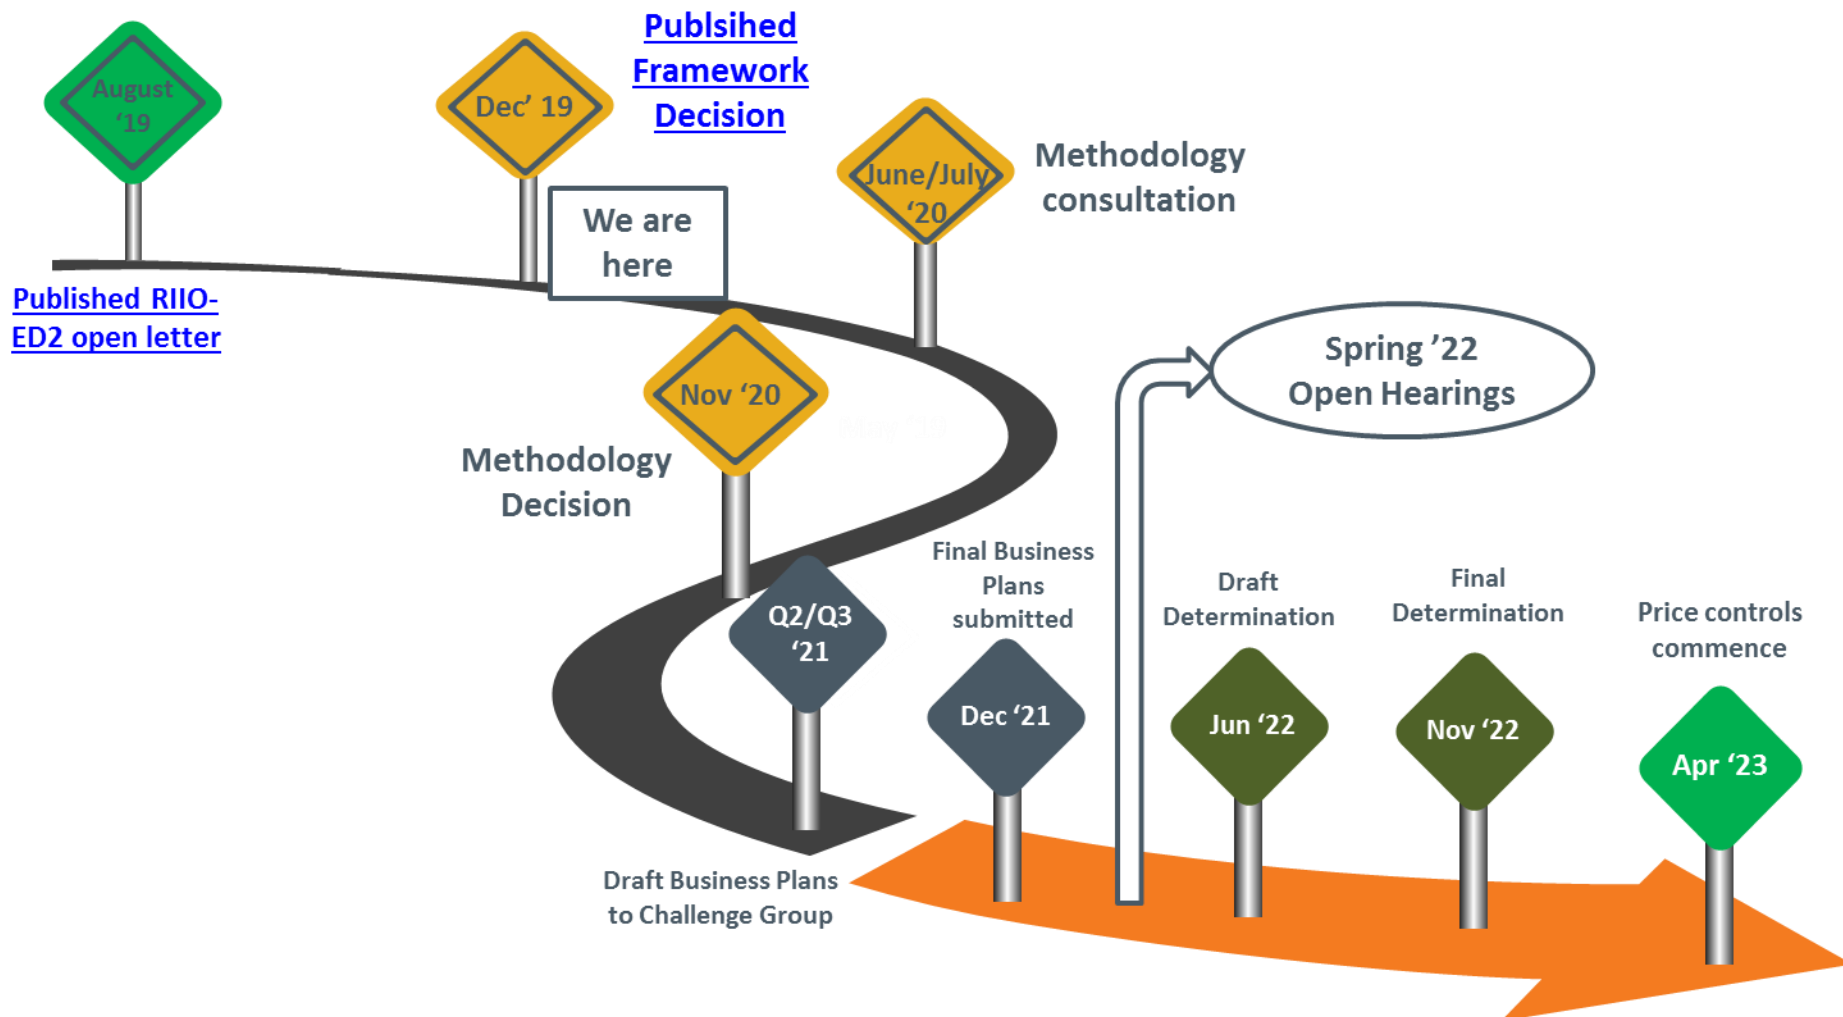 August
‘19
Published RIIO-
ED2 open letter
Dec’ 19
Publsihed
Framework
Decision
We are
here
June/July
‘20
Methodology
consultation
Nov ‘20
Methodology
Decision
Q2/Q3
‘21
Draft Business Plans
to Challenge Group
Final Business
Plans
submitted
Dec ‘21
Spring ’22
Open Hearings
Draft
Determination
Jun ‘22
Final
Determination
Nov ‘22
Price controls
commence
Apr ‘23